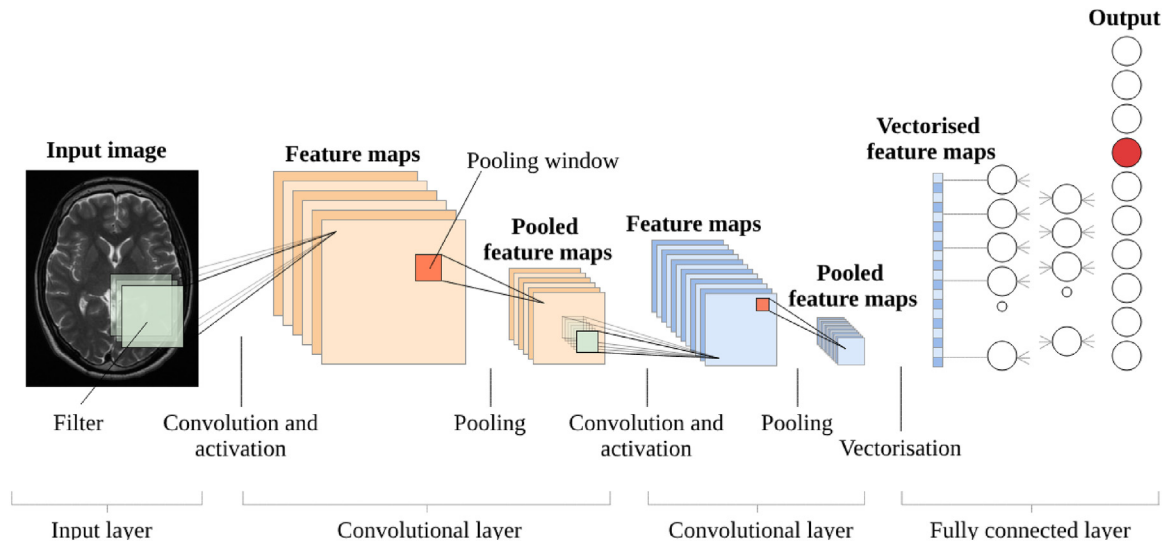 Output
Vectorised
feature maps
Input image
Feature maps
Pooling window
Pooled
feature maps
Feature maps
Pooled
feature maps
Filter
Convolution and
activation
Pooling
Convolution and
activation
Pooling
Vectorisation
Input layer
Convolutional layer
Convolutional layer
Fully connected layer